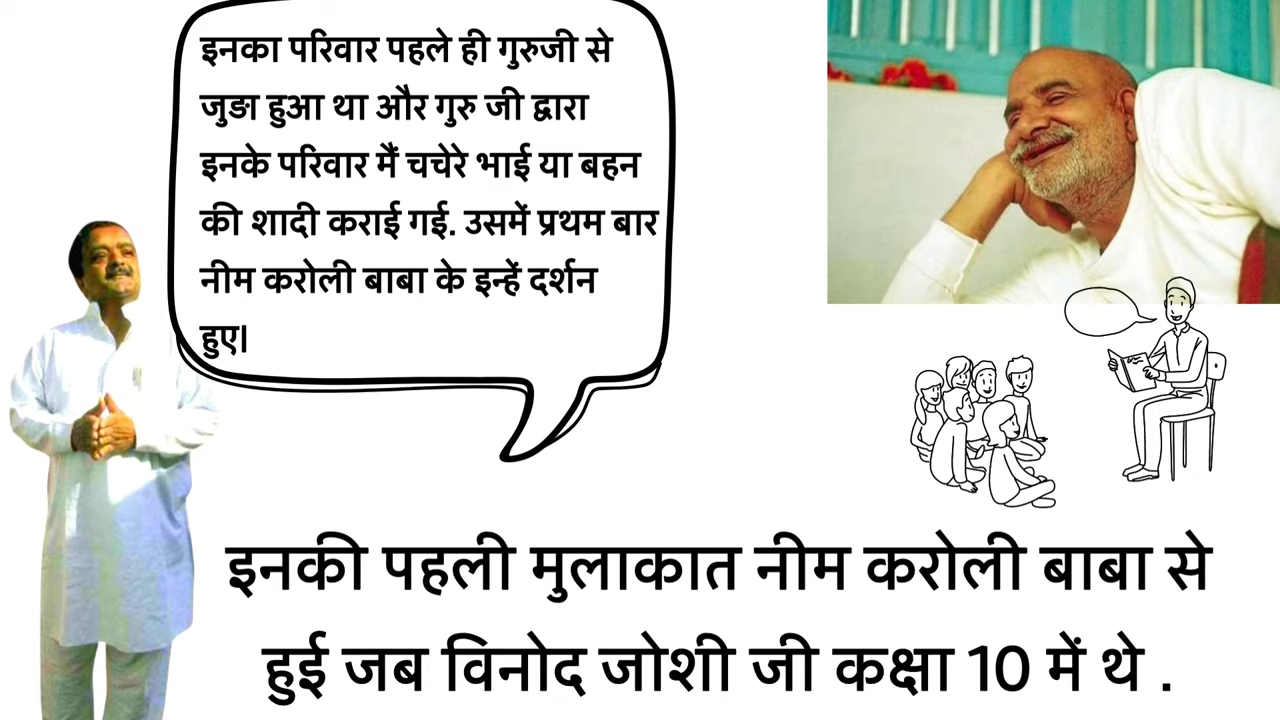 इनका परिवार पहले ही गुरुजी से
जुङा हुआ था और गुरु जी द्वारा
इनके परिवार मैं चचेरे भाई या बहन
की शादी कराई गई. उसमें प्रथम बार
नीम करोली बाबा के इन्हें दर्शन
हुए।
इनकी पहली मुलाकात नीम करोली बाबा से
हुई जब विनोद जोशी जी कक्षा 10 में थे .